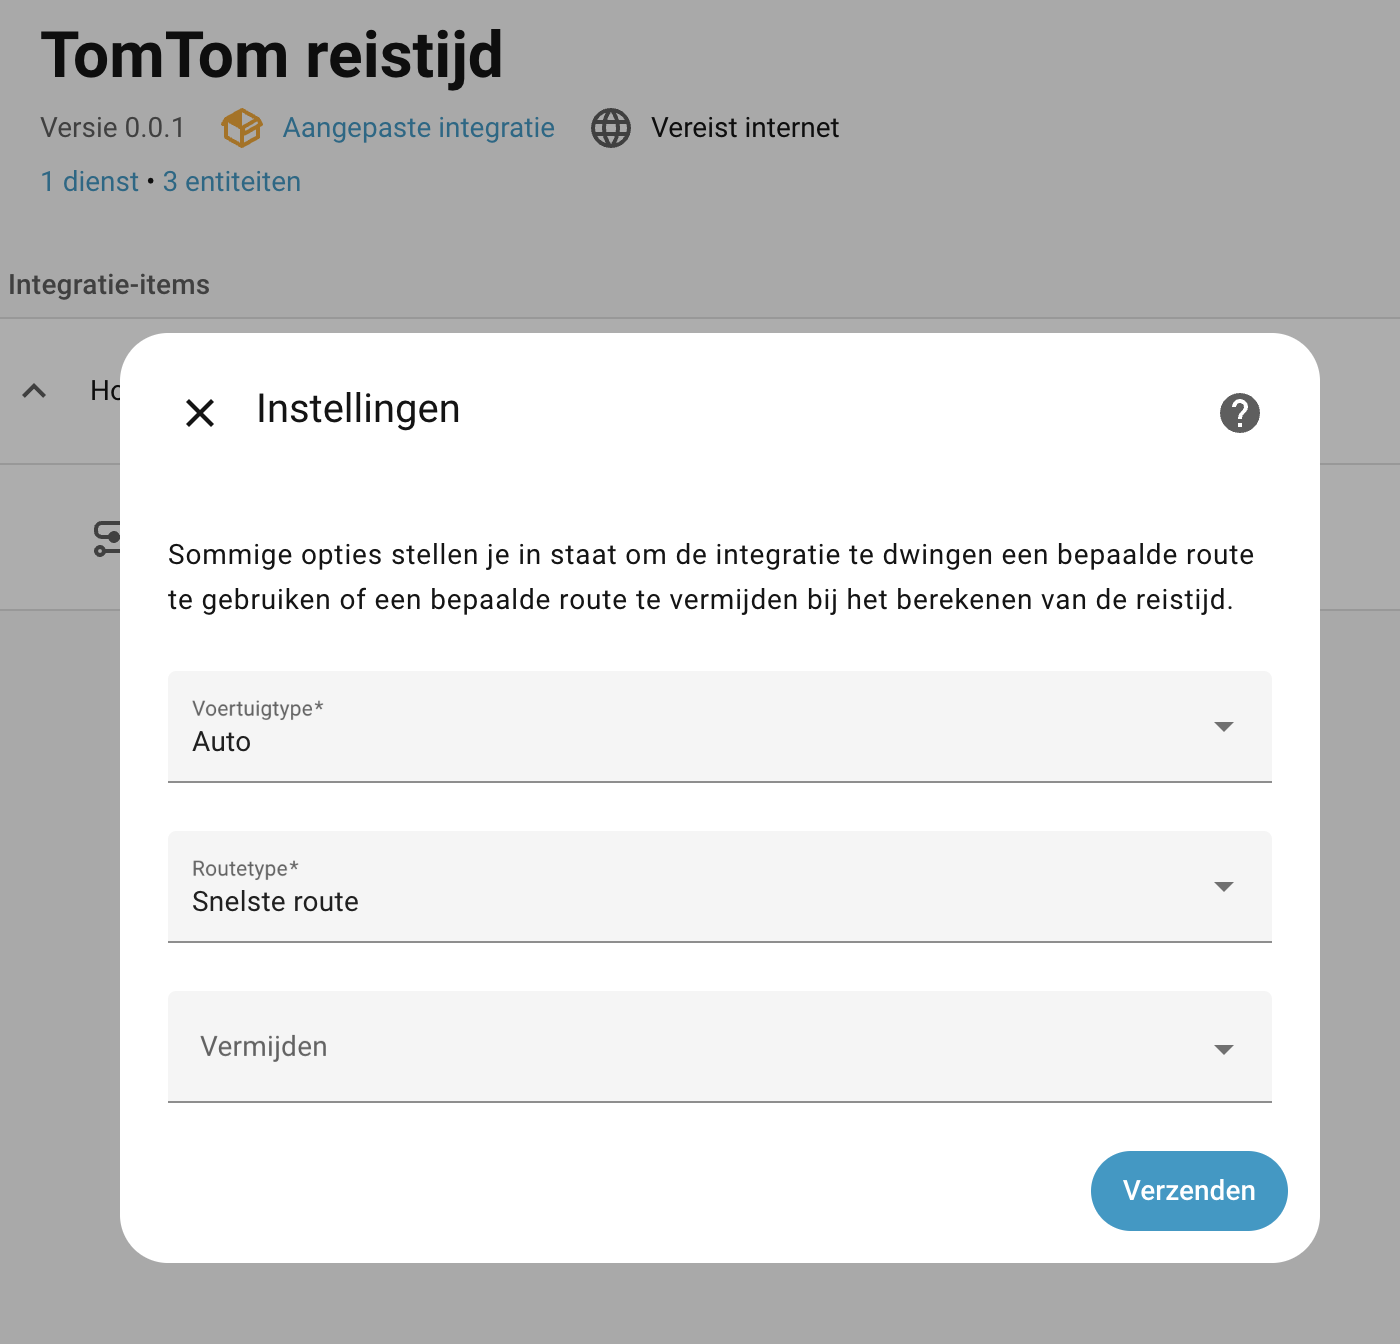 TomTom reistijd
Versie 0.0.1 Aangepaste integratie Vereist internet
1 dienst • 3 entiteiten
Integratie-items
Instellingen
Sommige opties stellen je in staat om de integratie te dwingen een bepaalde route
te gebruiken of een bepaalde route te vermijden bij het berekenen van de reistijd.
Voertuigtype*
Auto
Routetype*
Snelste route
Vermijden
Verzenden